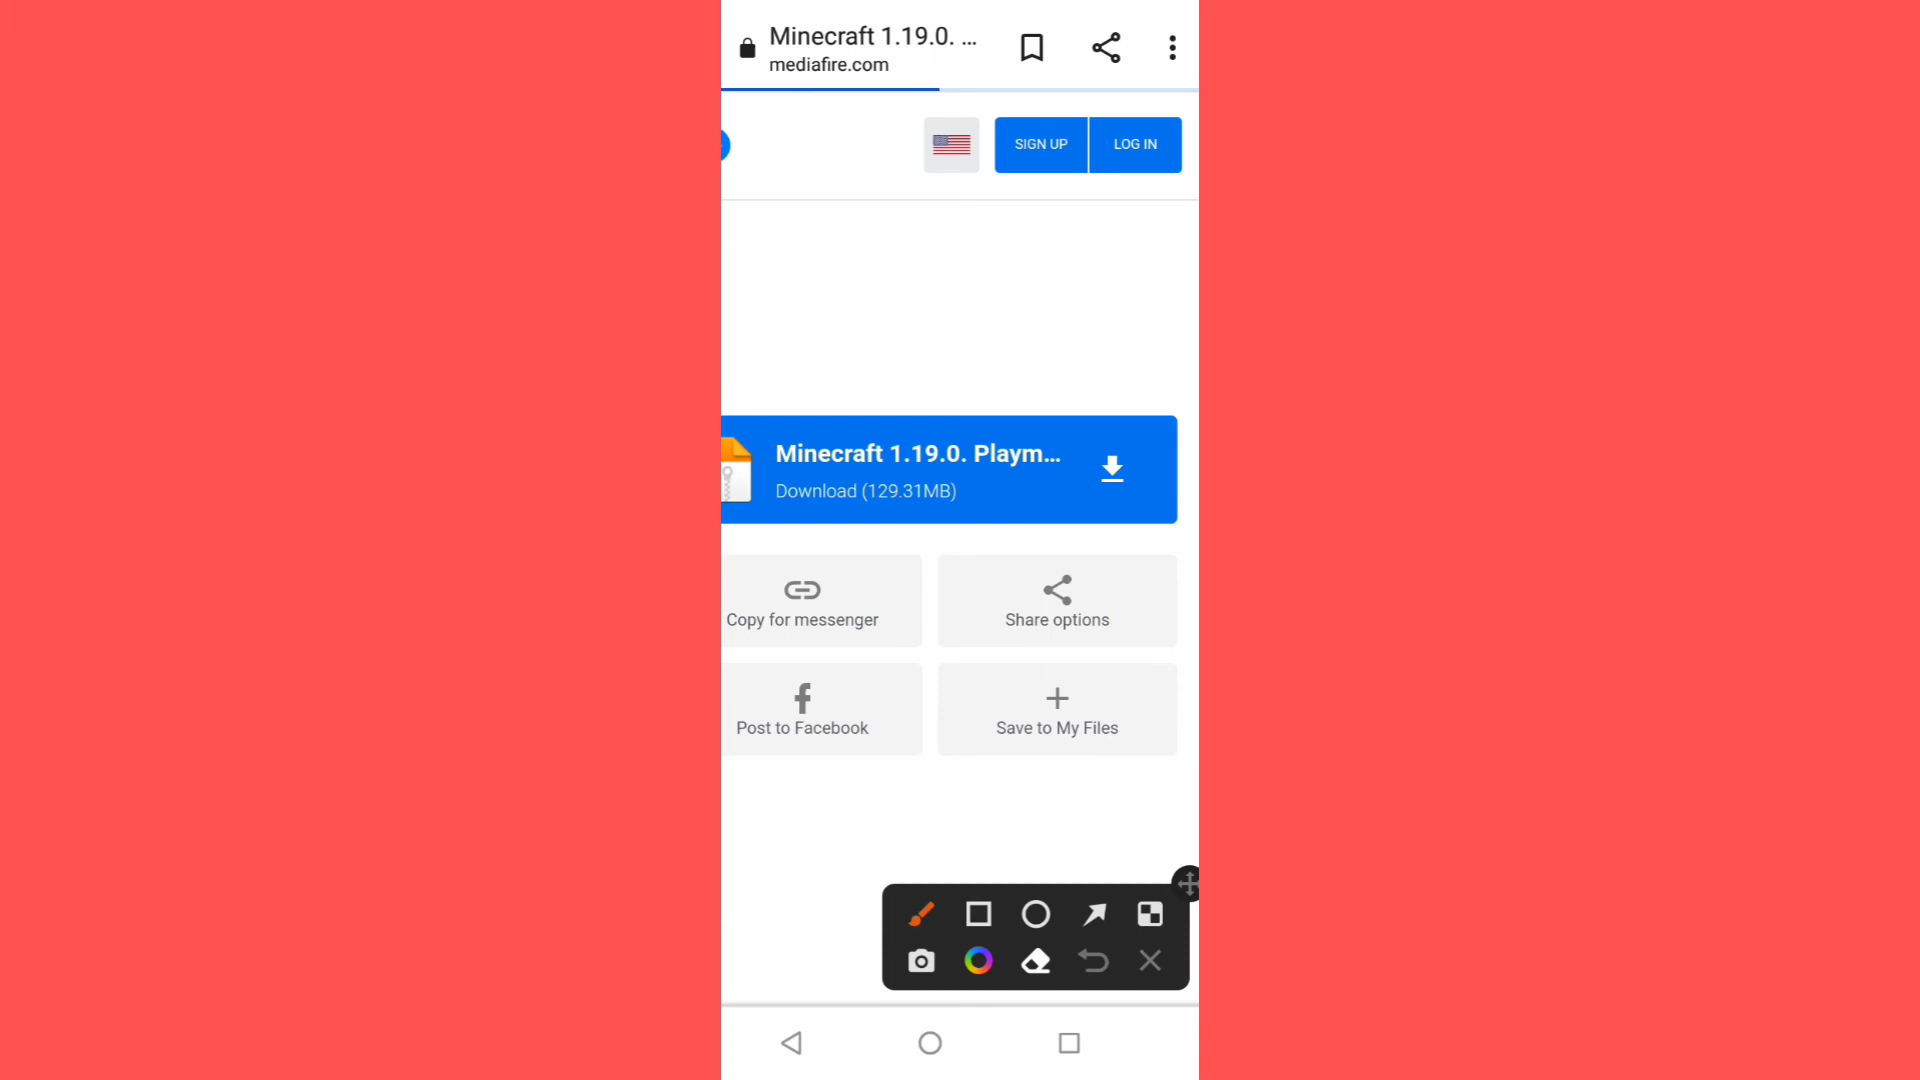 Minecraft 1.19.0. ...
mediafire.com
SIGN UP
LOG IN
Minecraft 1.19.0. Playm...
Download (129.31MB)
Copy for messenger
Share options
Post to Facebook
Save to My Files